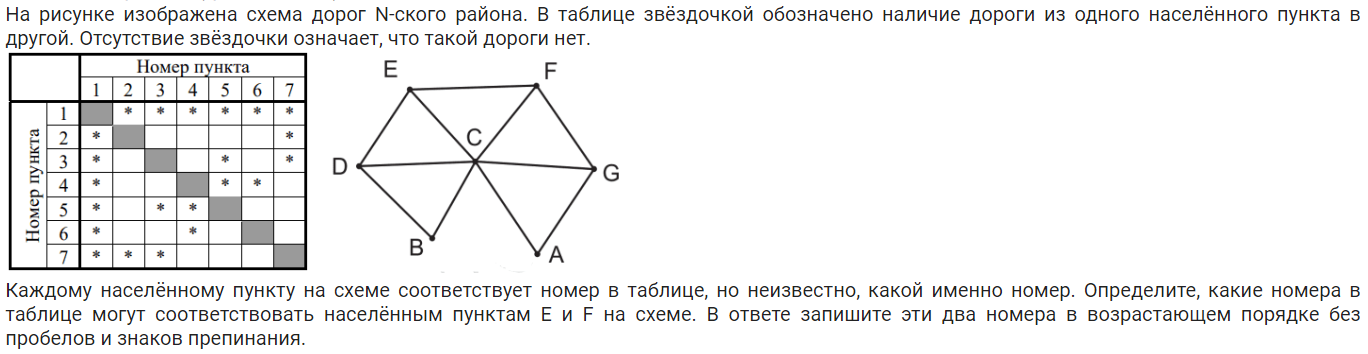 На рисунке изображена схема дорог N-ского района. В таблице звёздочкой обозначено наличие дороги из одного населённого пункта в
другой. Отсутствие звёздочки означает, что такой дороги нет.
Номер пункта
1 2 3 4 5 6 7
Номер пункта
1 * * * * * *
2 * *
3 * * *
4 * * *
5 * * *
6 * *
7 * * *
E
F
C
D
G
B
A
Каждому населённому пункту на схеме соответствует номер в таблице, но неизвестно, какой именно номер. Определите, какие номера в
таблице могут соответствовать населённым пунктам E и F на схеме. В ответе запишите эти два номера в возрастающем порядке без
пробелов и знаков препинания.